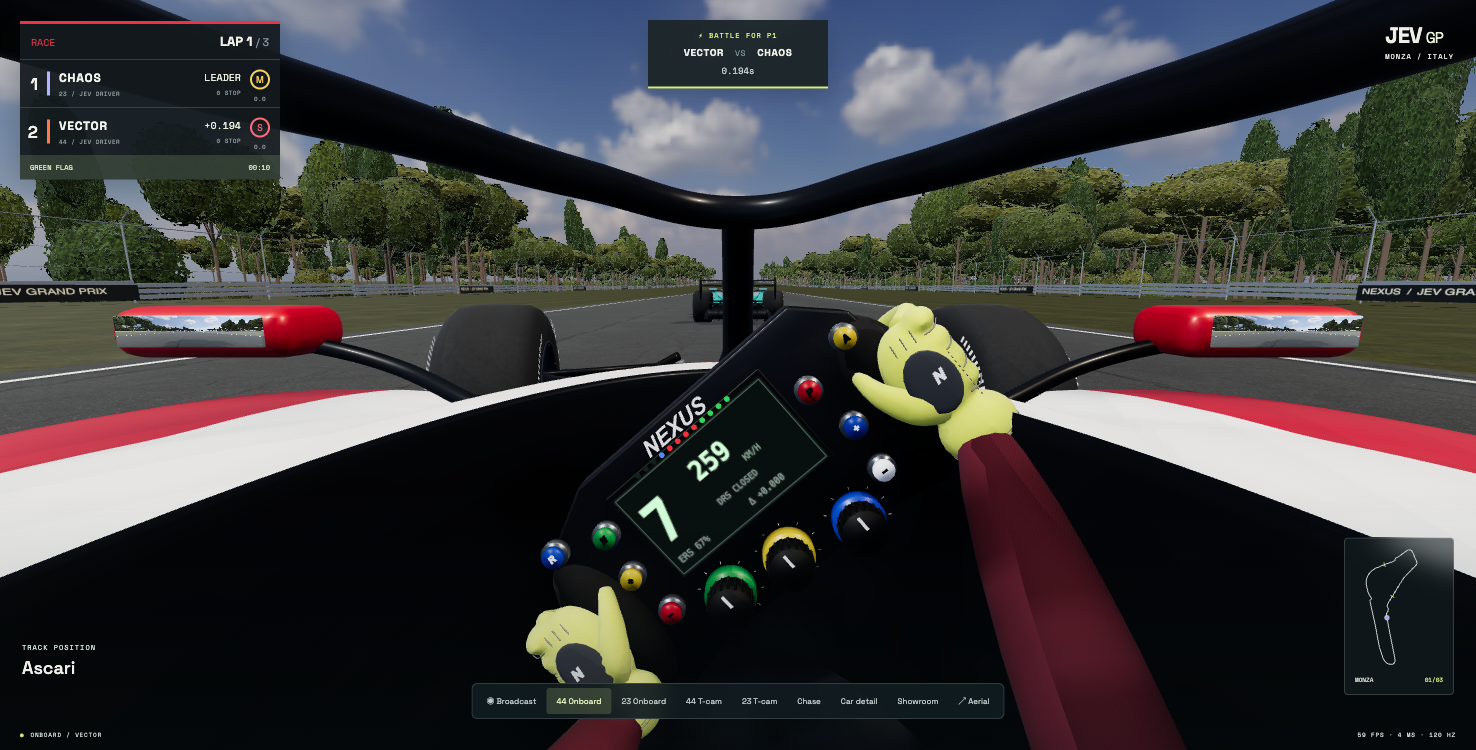 RACE
LAP 1 / 3
1 CHAOS LEADER M
23 / JEV DRIVER 0 STOP 0.0
2 VECTOR +0.194 S
44 / JEV DRIVER 0 STOP 0.0
GREEN FLAG 00:10
⚡ BATTLE FOR P1
VECTOR VS CHAOS
0.194s
JEV GP
MONZA / ITALY
JEV GRAND PRIX
NEXUS / JEV GRA
NEXUS
259 KM/H
7
DRS CLOSED
Δ +0.000
ERS 67%
R
N
N
TRACK POSITION
Ascari
MONZA 01/03
Broadcast 44 Onboard 23 Onboard 44 T-cam 23 T-cam Chase Car detail Showroom Aerial
ONBOARD / VECTOR
59 FPS · 4 MS · 120 HZ